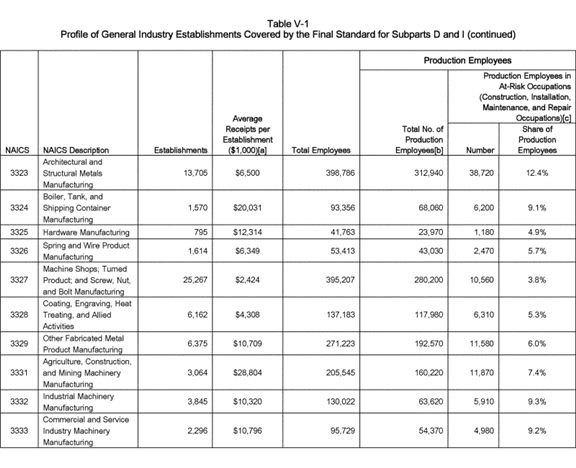 Table V-1
Profile of General Industry Establishments Covered by the Final Standard for Subparts D and I (continued)
Production Employees
Production Employees in
At-Risk Occupations
(Construction, Installation,
Maintenance, and Repair
Occupations)[c]
NAICS NAICS Description Establishments Average Receipts per Establishment ($1,000)[a] Total Employees Total No. of Production Employees[b] Number Share of Production Employees
3323 Architectural and Structural Metals Manufacturing 13,705 $6,500 398,786 312,940 38,720 12.4%
3324 Boiler, Tank, and Shipping Container Manufacturing 1,570 $20,031 93,356 68,060 6,200 9.1%
3325 Hardware Manufacturing 795 $12,314 41,763 23,970 1,180 4.9%
3326 Spring and Wire Product Manufacturing 1,614 $6,349 53,413 43,030 2,470 5.7%
3327 Machine Shops; Turned Product; and Screw, Nut, and Bolt Manufacturing 25,267 $2,424 395,207 280,200 10,560 3.8%
3328 Coating, Engraving, Heat Treating, and Allied Activities 6,162 $4,308 137,183 117,980 6,310 5.3%
3329 Other Fabricated Metal Product Manufacturing 6,375 $10,709 271,223 192,570 11,580 6.0%
3331 Agriculture, Construction, and Mining Machinery Manufacturing 3,064 $28,804 205,545 160,220 11,870 7.4%
3332 Industrial Machinery Manufacturing 3,845 $10,320 130,022 63,620 5,910 9.3%
3333 Commercial and Service Industry Machinery Manufacturing 2,296 $10,796 95,729 54,370 4,980 9.2%